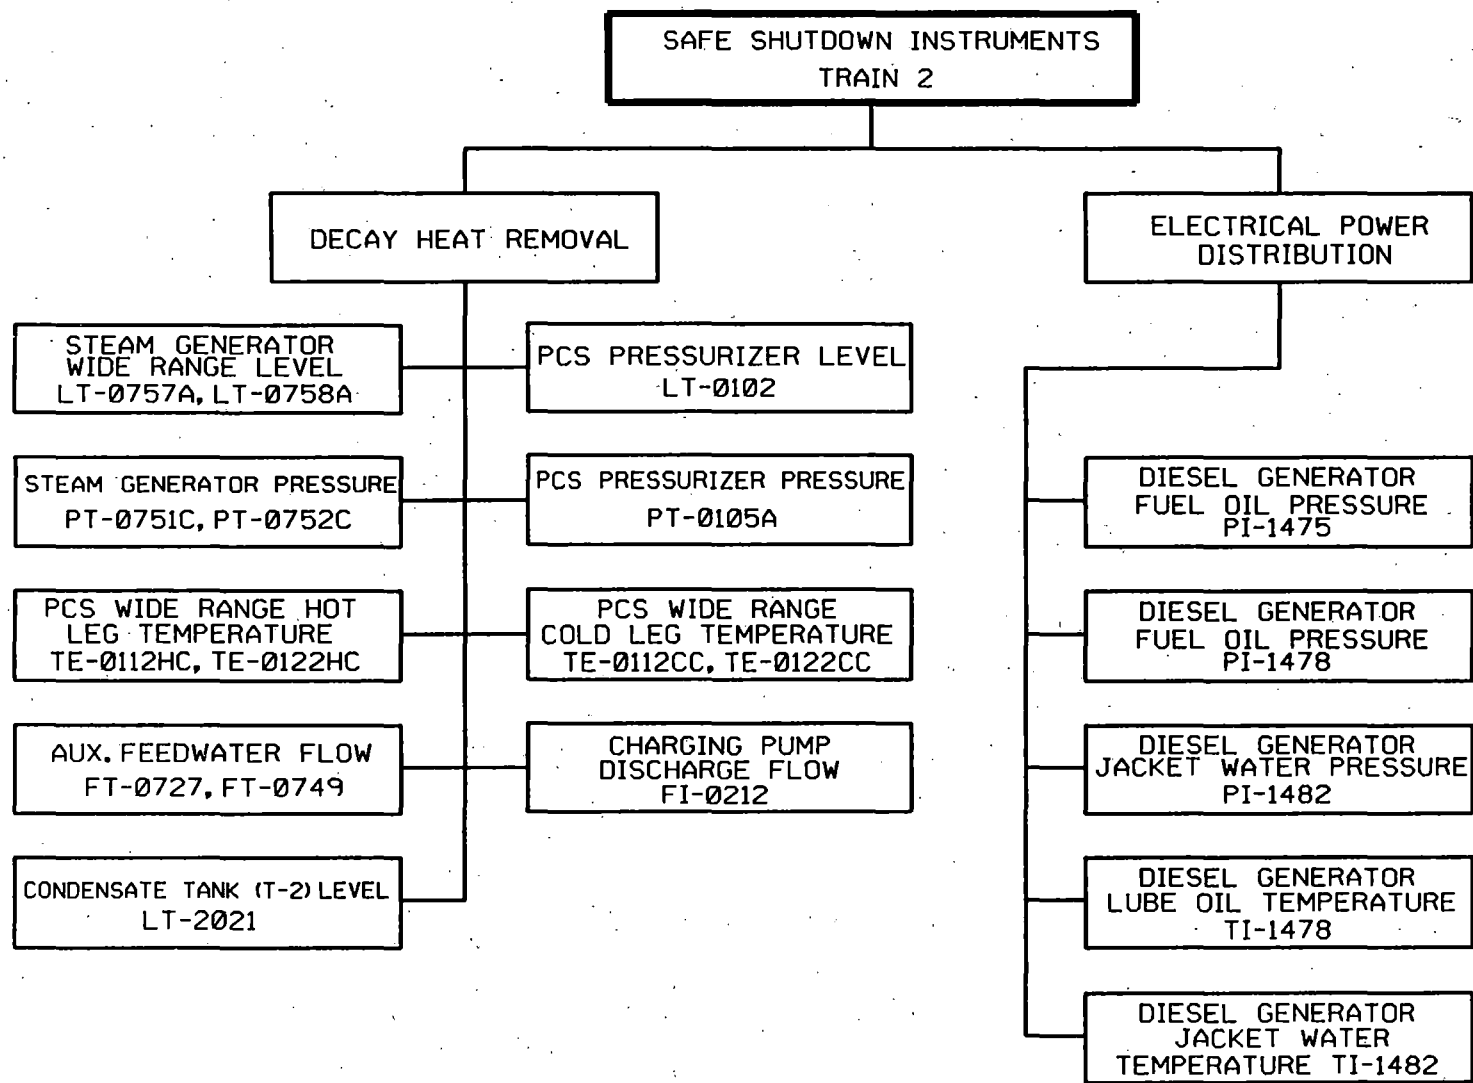 SAFE SHUTDOWN INSTRUMENTS
TRAIN 2
DECAY HEAT REMOVAL
ELECTRICAL POWER
DISTRIBUTION
STEAM GENERATOR
WIDE RANGE LEVEL
LT-0757A, LT-0758A
PCS PRESSURIZER LEVEL
LT-0102
STEAM GENERATOR PRESSURE
PT-0751C, PT-0752C
PCS PRESSURIZER PRESSURE
PT-0105A
DIESEL GENERATOR
FUEL OIL PRESSURE
PI-1475
PCS WIDE RANGE HOT
LEG TEMPERATURE
TE-0112HC, TE-0122HC
PCS WIDE RANGE
COLD LEG TEMPERATURE
TE-0112CC, TE-0122CC
DIESEL GENERATOR
FUEL OIL PRESSURE
PI-1478
AUX. FEEDWATER FLOW
FT-0727, FT-0749
CHARGING PUMP
DISCHARGE FLOW
FI-0212
DIESEL GENERATOR
JACKET WATER PRESSURE
PI-1482
CONDENSATE TANK (T-2) LEVEL
LT-2021
DIESEL GENERATOR
LUBE OIL TEMPERATURE
TI-1478
DIESEL GENERATOR
JACKET WATER
TEMPERATURE TI-1482